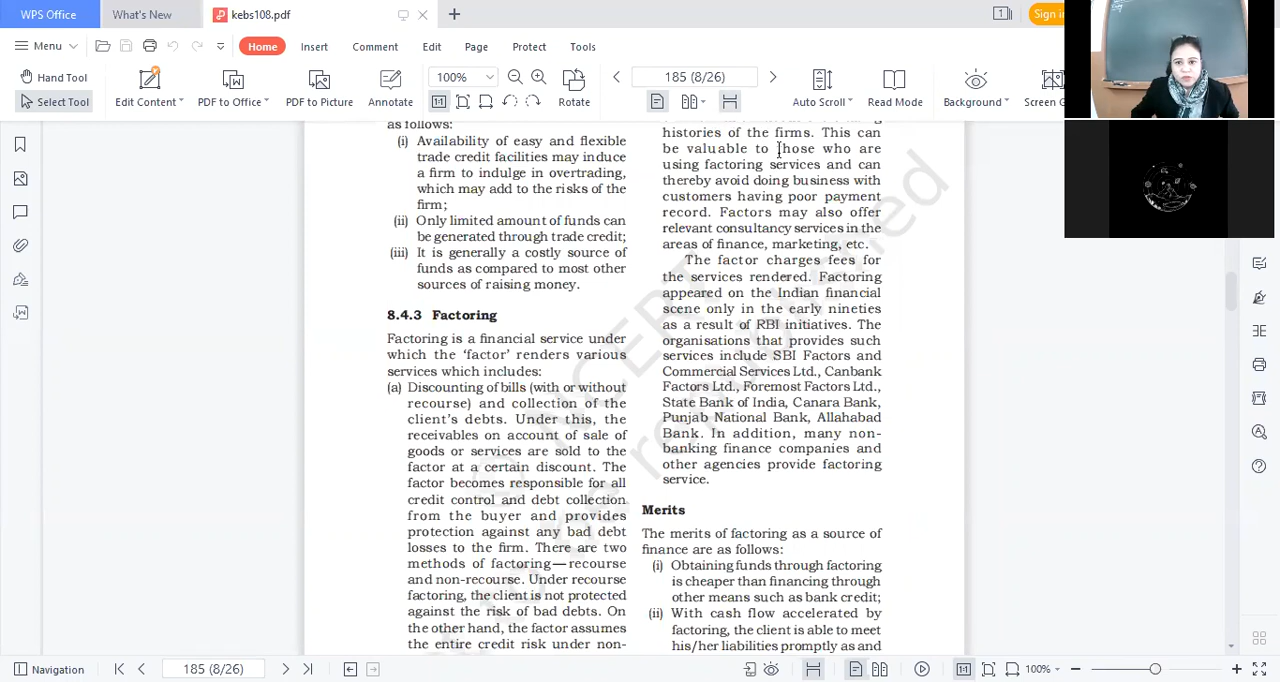 WPS Office
What's New
kebs108.pdf
1
Sign in
Menu
Home
Insert
Comment
Edit
Page
Protect
Tools
Hand Tool
Select Tool
Edit Content
PDF to Office
PDF to Picture
Annotate
100%
Rotate
185 (8/26)
Auto Scroll
Read Mode
Background
Screen G
as follows:
(i) Availability of easy and flexible
trade credit facilities may induce
a firm to indulge in overtrading,
which may add to the risks of the
firm;
(ii) Only limited amount of funds can
be generated through trade credit;
(iii) It is generally a costly source of
funds as compared to most other
sources of raising money.
8.4.3 Factoring
Factoring is a financial service under
which the ‘factor’ renders various
services which includes:
(a) Discounting of bills (with or without
recourse) and collection of the
client’s debts. Under this, the
receivables on account of sale of
goods or services are sold to the
factor at a certain discount. The
factor becomes responsible for all
credit control and debt collection
from the buyer and provides
protection against any bad debt
losses to the firm. There are two
methods of factoring—recourse
and non-recourse. Under recourse
factoring, the client is not protected
against the risk of bad debts. On
the other hand, the factor assumes
the entire credit risk under non-
histories of the firms. This can
be valuable to those who are
using factoring services and can
thereby avoid doing business with
customers having poor payment
record. Factors may also offer
relevant consultancy services in the
areas of finance, marketing, etc.
The factor charges fees for
the services rendered. Factoring
appeared on the Indian financial
scene only in the early nineties
as a result of RBI initiatives. The
organisations that provides such
services include SBI Factors and
Commercial Services Ltd., Canbank
Factors Ltd., Foremost Factors Ltd.,
State Bank of India, Canara Bank,
Punjab National Bank, Allahabad
Bank. In addition, many non-
banking finance companies and
other agencies provide factoring
service.
Merits
The merits of factoring as a source of
finance are as follows:
(i) Obtaining funds through factoring
is cheaper than financing through
other means such as bank credit;
(ii) With cash flow accelerated by
factoring, the client is able to meet
his/her liabilities promptly as and
© NCERT
to be republished
Navigation
185 (8/26)
100%